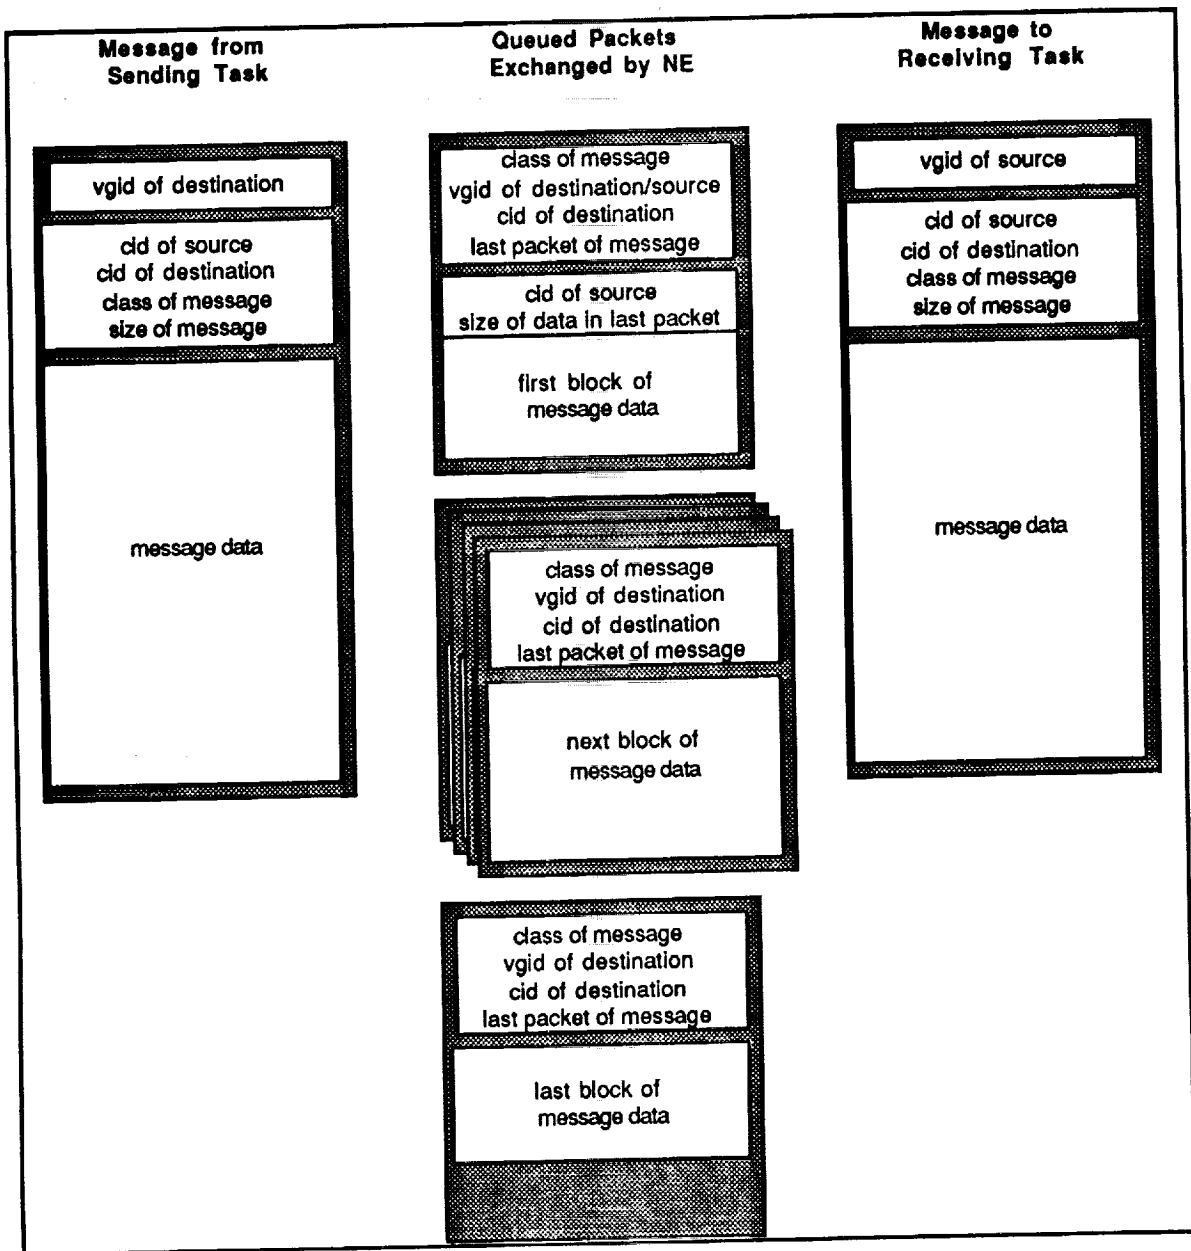 Message from
Sending Task
vgid of destination
cid of source
cid of destination
class of message
size of message
message data
Queued Packets
Exchanged by NE
class of message
vgid of destination/source
cid of destination
last packet of message
cid of source
size of data in last packet
first block of
message data
class of message
vgid of destination
cid of destination
last packet of message
next block of
message data
class of message
vgid of destination
cid of destination
last packet of message
last block of
message data
Message to
Receiving Task
vgid of source
cid of source
cid of destination
class of message
size of message
message data